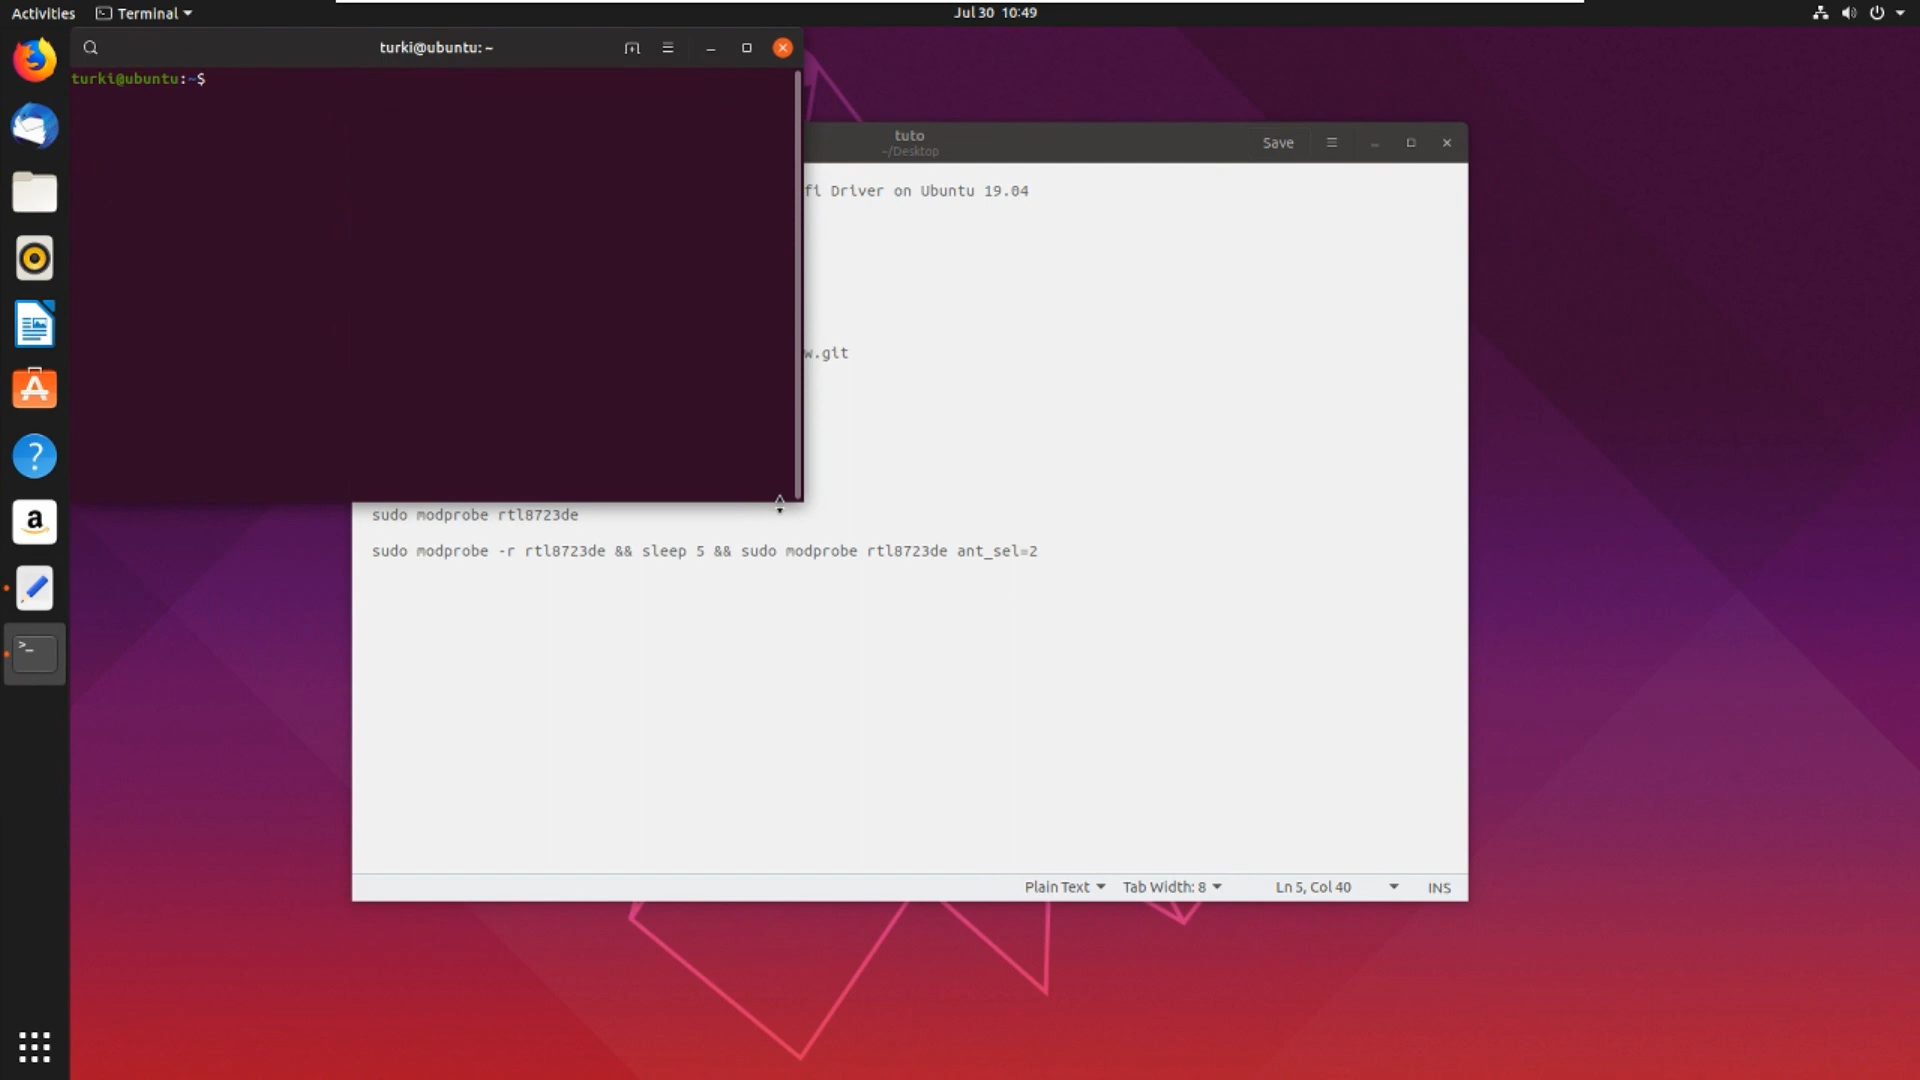 Activities
Terminal
Jul 30 10:49
turki@ubuntu: ~
turki@ubuntu:~$
tuto
~/Desktop
Save
fi Driver on Ubuntu 19.04
w.git
sudo modprobe rtl8723de
sudo modprobe -r rtl8723de && sleep 5 && sudo modprobe rtl8723de ant_sel=2
Plain Text
Tab Width: 8
Ln 5, Col 40
INS